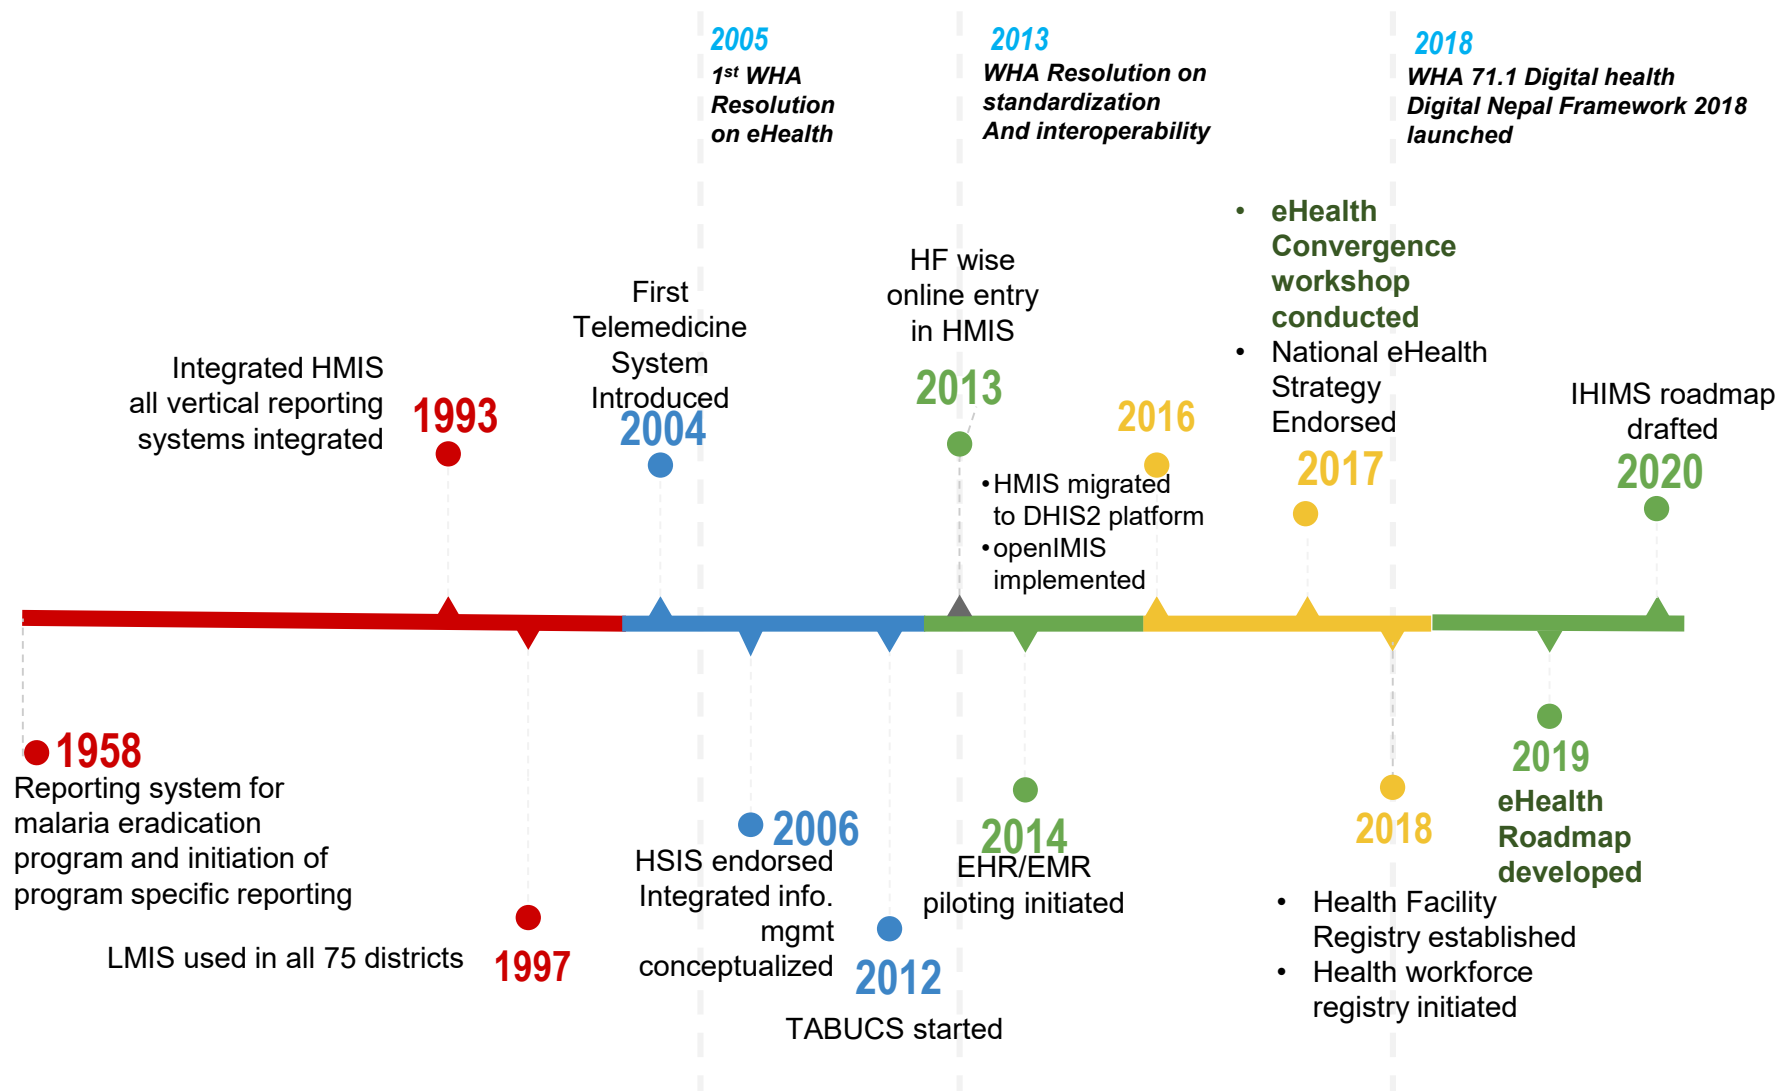 2005
1st WHA
Resolution
on eHealth
2013
WHA Resolution on
standardization
And interoperability
2018
WHA 71.1 Digital health
Digital Nepal Framework 2018
launched
Integrated HMIS
all vertical reporting
systems integrated
1993
First
Telemedicine
System
Introduced
2004
HF wise
online entry
in HMIS
2013
2016
•HMIS migrated
to DHIS2 platform
•openIMIS
implemented
• eHealth
Convergence
workshop
conducted
• National eHealth
Strategy
Endorsed
2017
IHIMS roadmap
drafted
2020
1958
Reporting system for
malaria eradication
program and initiation of
program specific reporting
LMIS used in all 75 districts
1997
2006
HSIS endorsed
Integrated info.
mgmt
conceptualized
2012
TABUCS started
2014
EHR/EMR
piloting initiated
2018
• Health Facility
Registry established
• Health workforce
registry initiated
2019
eHealth
Roadmap
developed